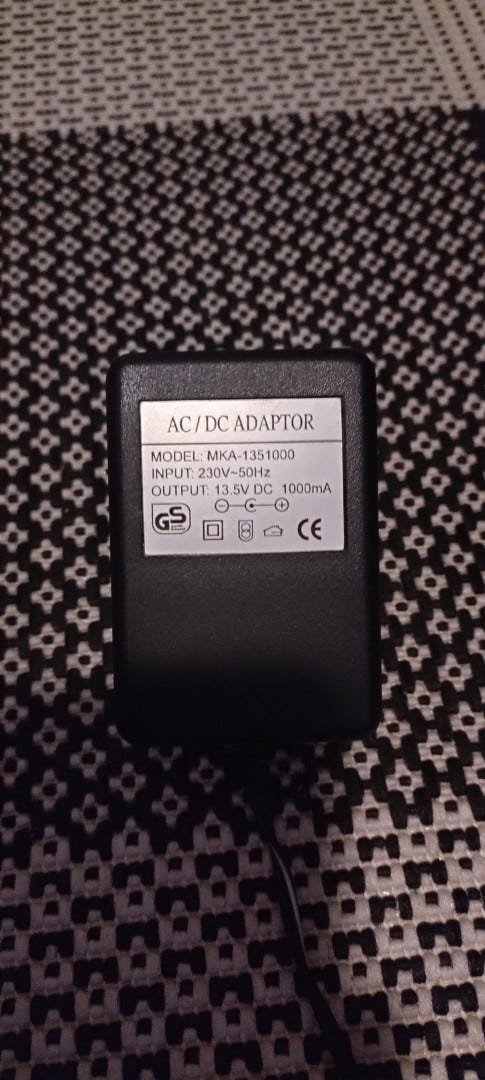 AC / DC ADAPTOR
MODEL: MKA-1351000
INPUT: 230V~50Hz
OUTPUT: 13.5V DC 1000mA
GS
CE